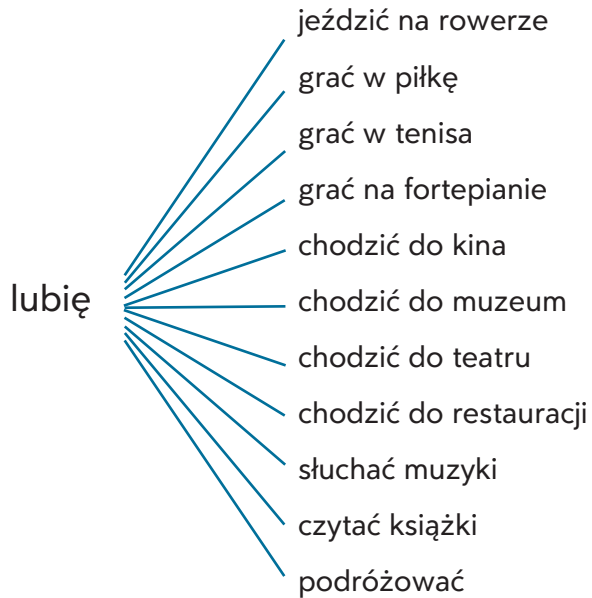 lubię
jeździć na rowerze
grać w piłkę
grać w tenisa
grać na fortepianie
chodzić do kina
chodzić do muzeum
chodzić do teatru
chodzić do restauracji
słuchać muzyki
czytać książki
podróżować